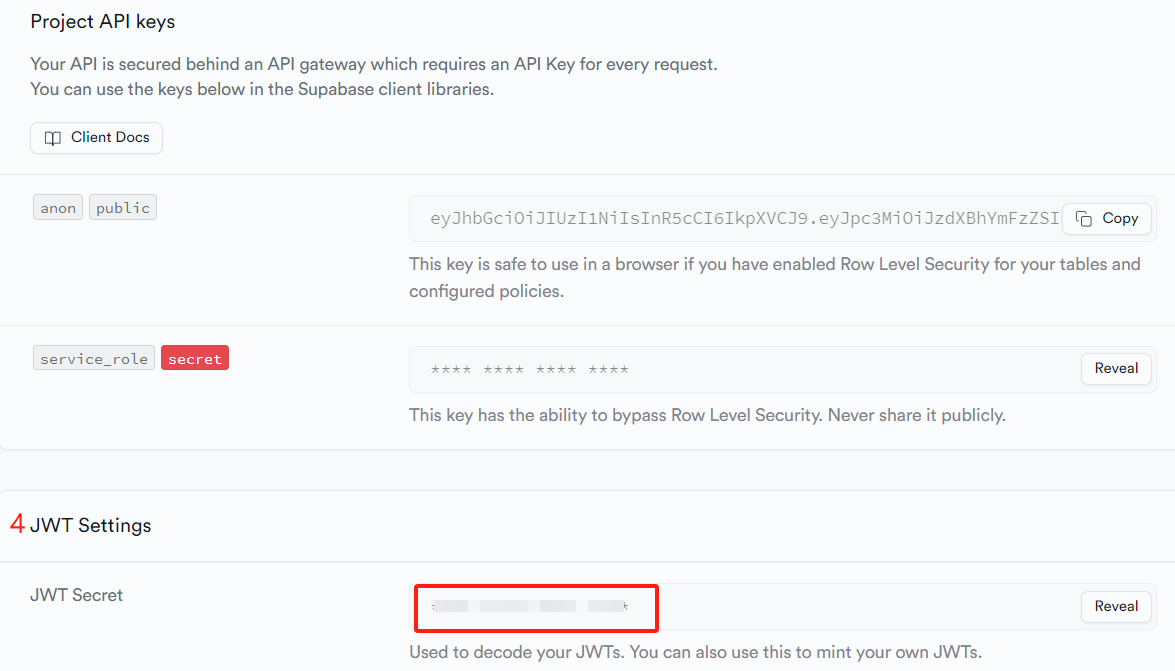 Project API keys
Your API is secured behind an API gateway which requires an API Key for every request.
You can use the keys below in the Supabase client libraries.
Client Docs
anon public
eyJhbGciOiJIUzI1NiIsInR5cCI6IkpXVCJ9.eyJpc3MiOiJzdXBhYmFzZSI Copy
This key is safe to use in a browser if you have enabled Row Level Security for your tables and
configured policies.
service_role secret
**** **** **** **** Reveal
This key has the ability to bypass Row Level Security. Never share it publicly.
4 JWT Settings
JWT Secret
Reveal
Used to decode your JWTs. You can also use this to mint your own JWTs.